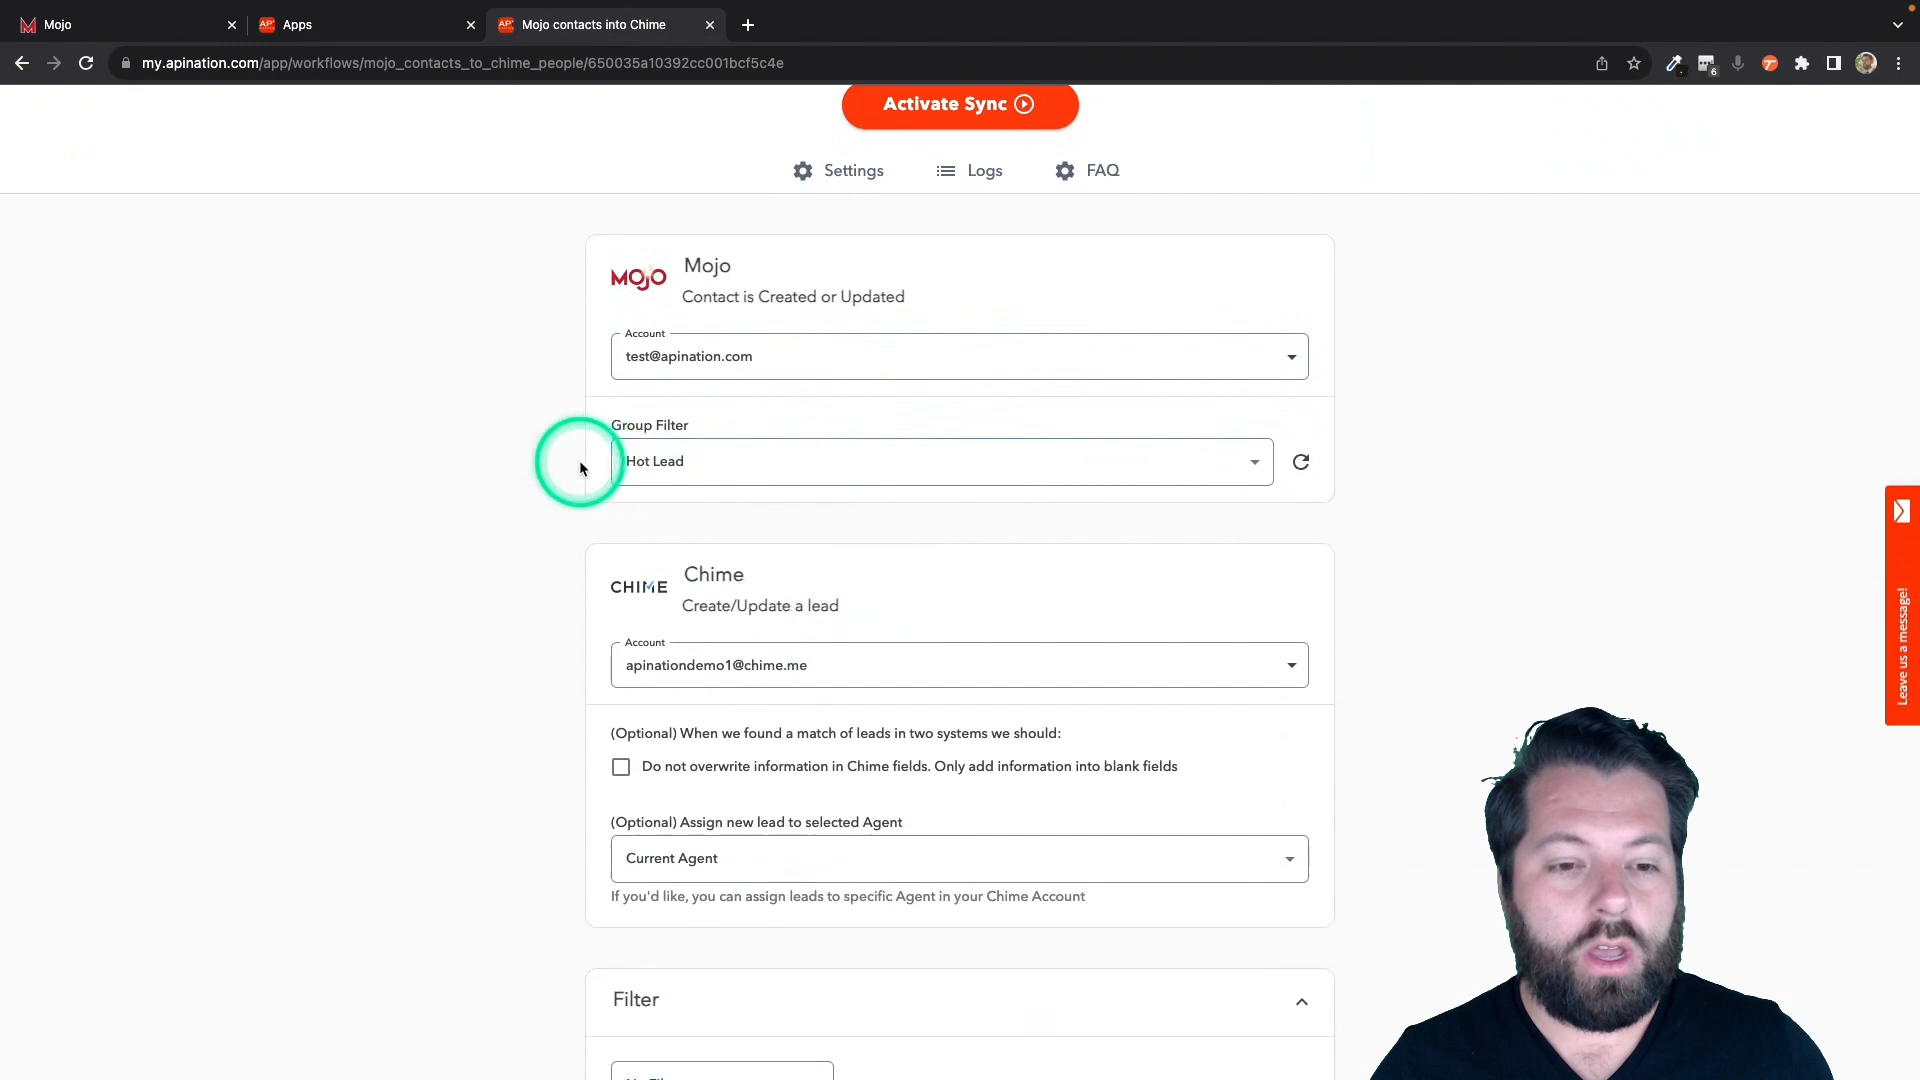 Mojo
Apps
Mojo contacts into Chime
my.apination.com/app/workflows/mojo_contacts_to_chime_people/650035a10392cc001bcf5c4e
6
Activate Sync
Settings
Logs
FAQ
MOJO
Mojo
Contact is Created or Updated
Account
test@apination.com
Group Filter
Hot Lead
CHIME
Chime
Create/Update a lead
Account
apinationdemo1@chime.me
(Optional) When we found a match of leads in two systems we should:
Do not overwrite information in Chime fields. Only add information into blank fields
(Optional) Assign new lead to selected Agent
Current Agent
If you'd like, you can assign leads to specific Agent in your Chime Account
Filter
Leave us a message!